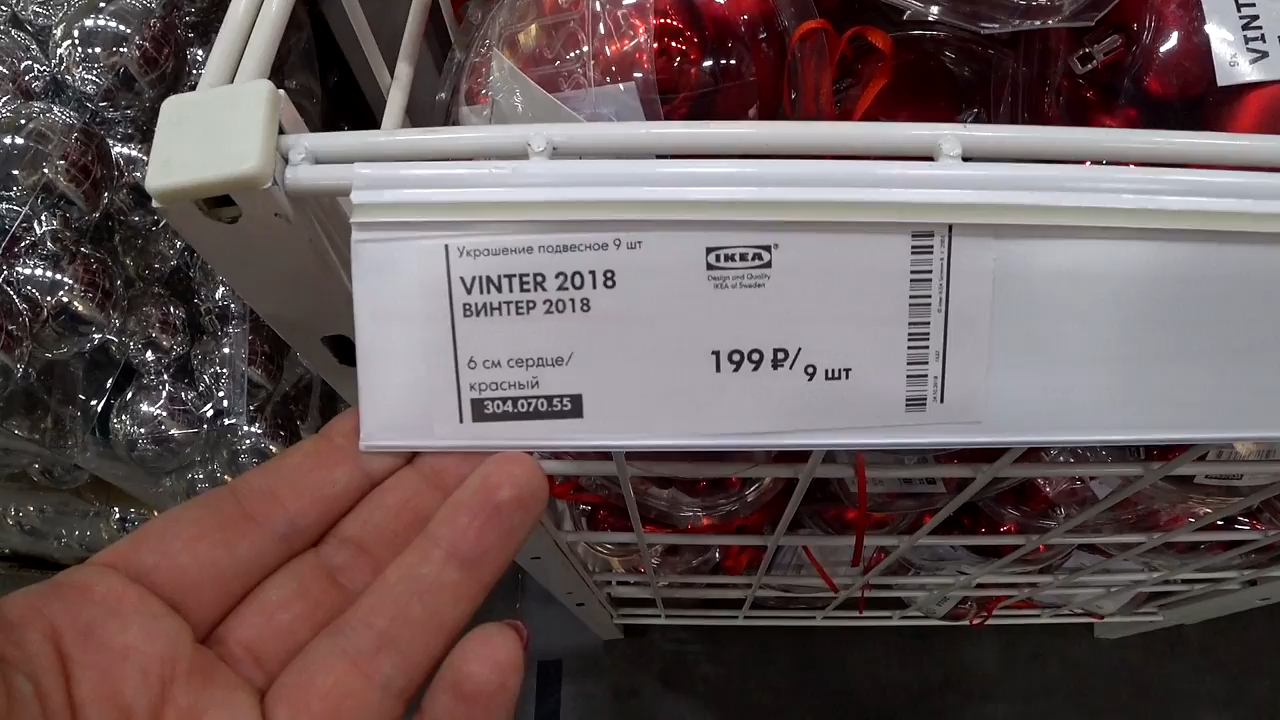 Украшение подвесное 9 шт
VINTER 2018
ВИНТЕР 2018
6 см сердце/
красный
304.070.55
IKEA
Design and Quality
IKEA of Sweden
199 ₽/9 шт
VINT